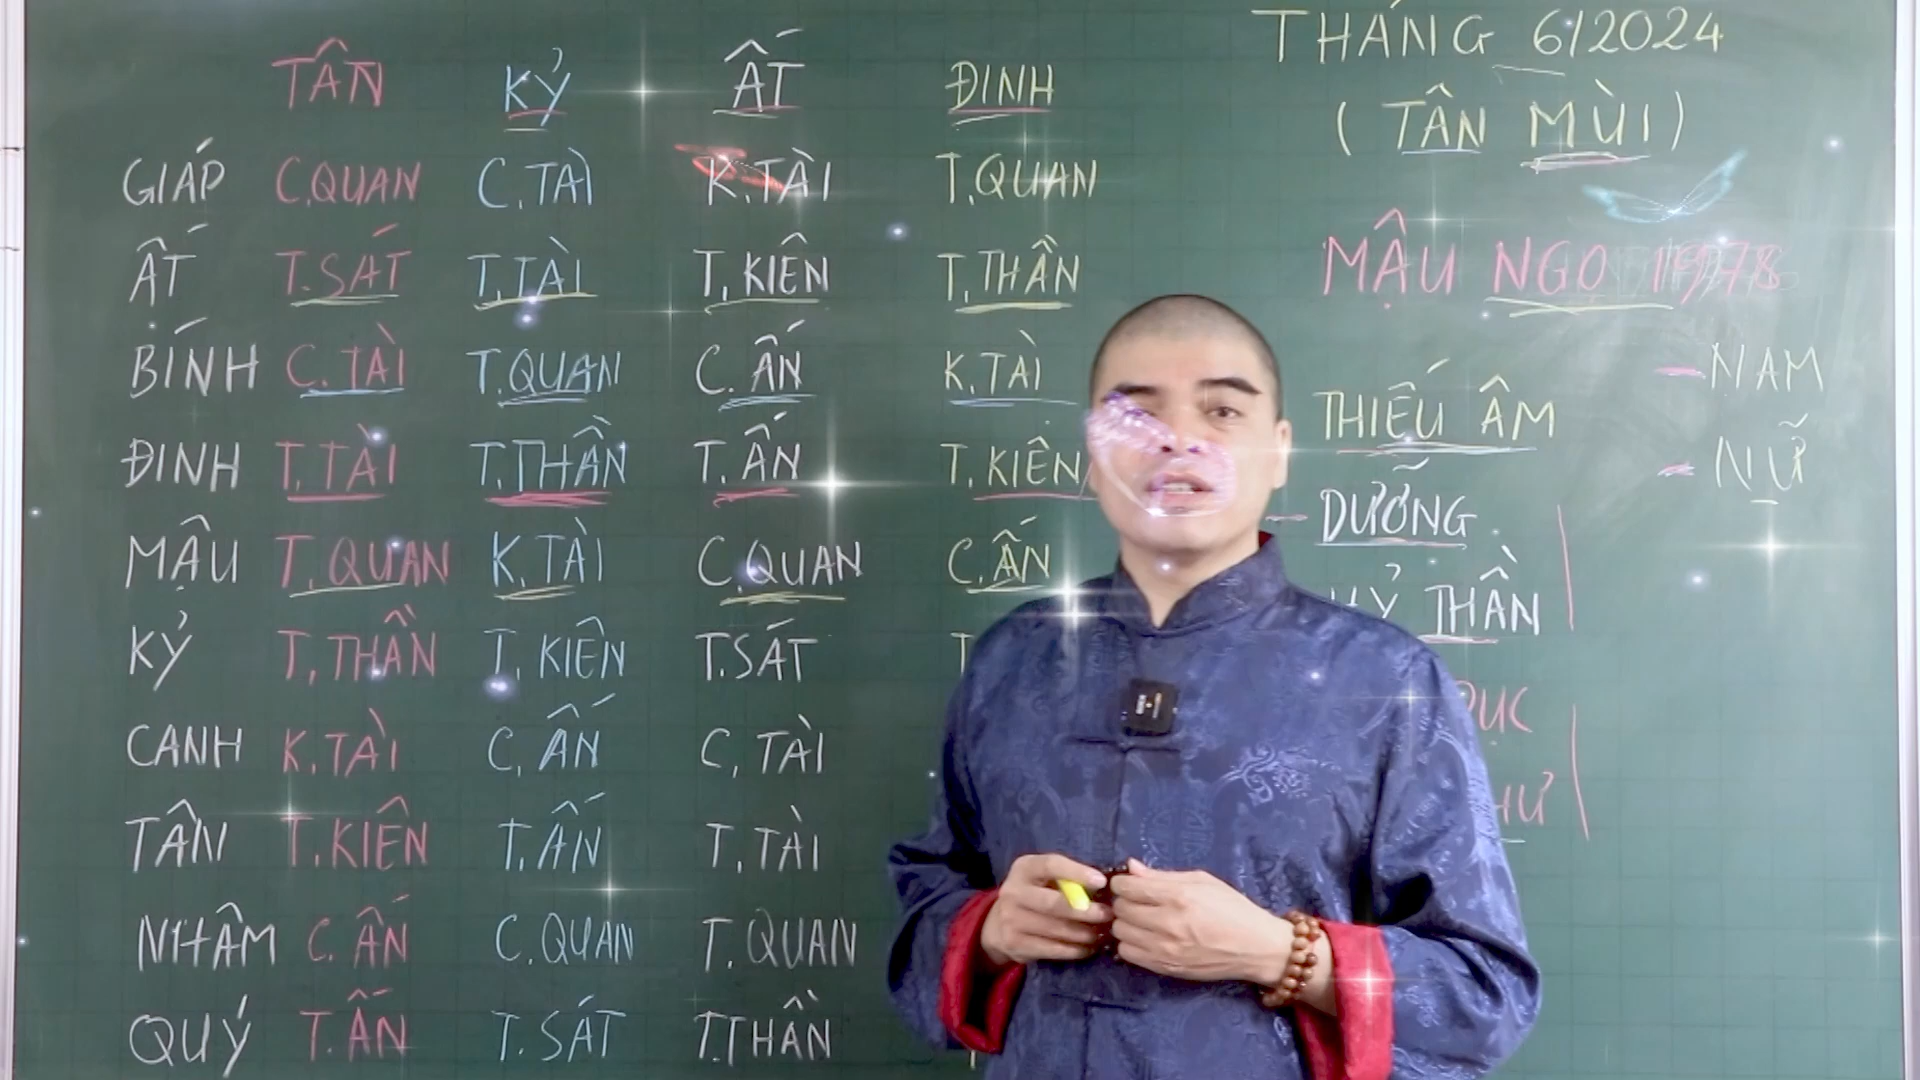 TÂN KỶ ẤT ĐINH
GIÁP C.QUAN C.TÀI K.TÀI T.QUAN
ẤT T.SÁT T.TÀI T.KIÊN T.THẦN
BÍNH C.TÀI T.QUAN C.ẤN K.TÀI
ĐINH T.TÀI T.THẦN T.ẤN T.KIÊN
MẬU T.QUAN K.TÀI C.QUAN C.ẤN
KỶ T.THẦN T.KIÊN T.SÁT T
CANH K.TÀI C.ẤN C.TÀI
TÂN T.KIÊN T.ẤN T.TÀI
NHÂM C.ẤN C.QUAN T.QUAN
QUÝ T.ẤN T.SÁT T.THẦN
THÁNG 6/2024
(TÂN MÙI)
MẬU NGO 1978
- NAM
- NỮ
THIẾU ÂM
- DƯỠNG
THẦN